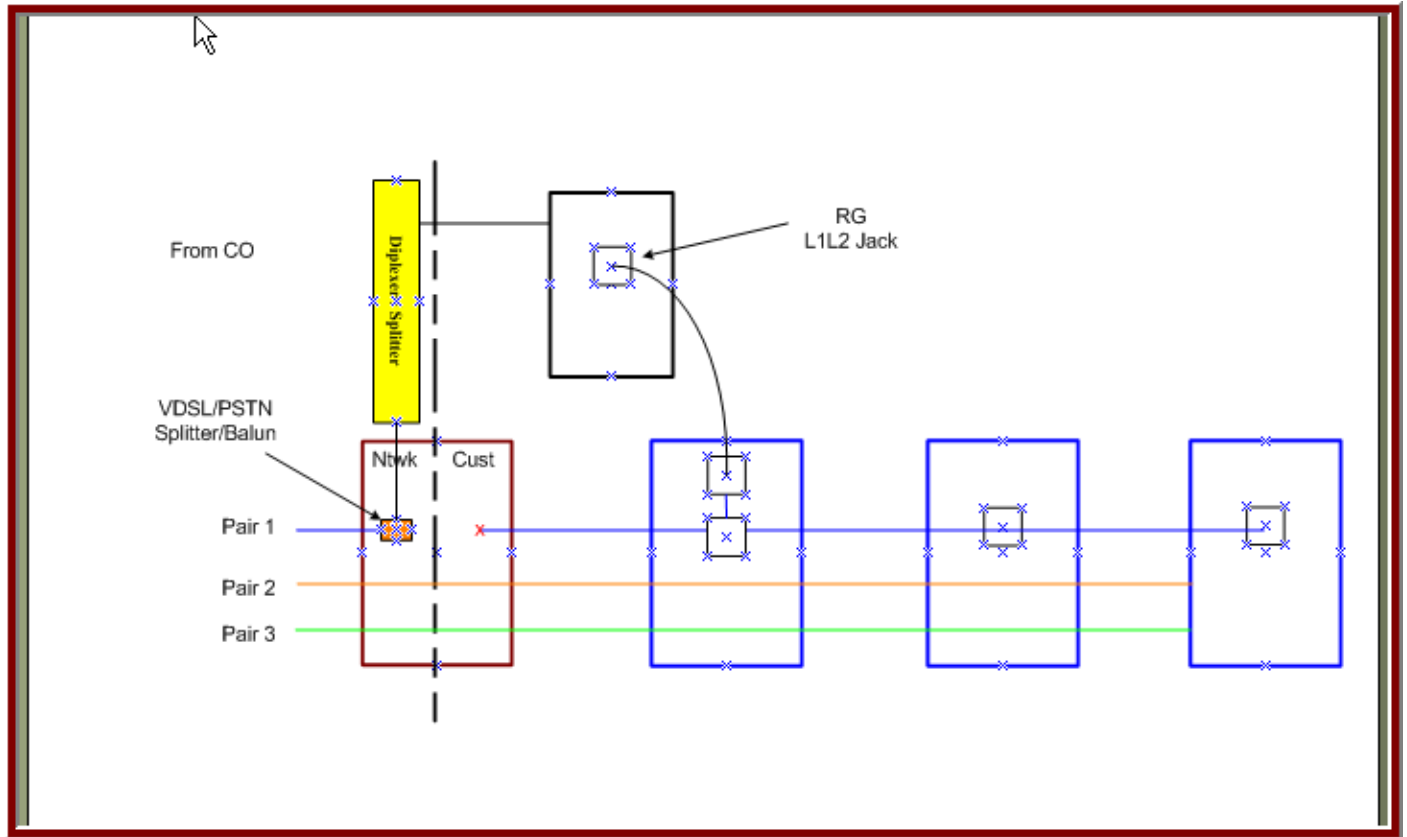 From CO
Diplexer Splitter
RG
L1L2 Jack
VDSL/PSTN
Splitter/Balun
Ntwk
Cust
Pair 1
Pair 2
Pair 3